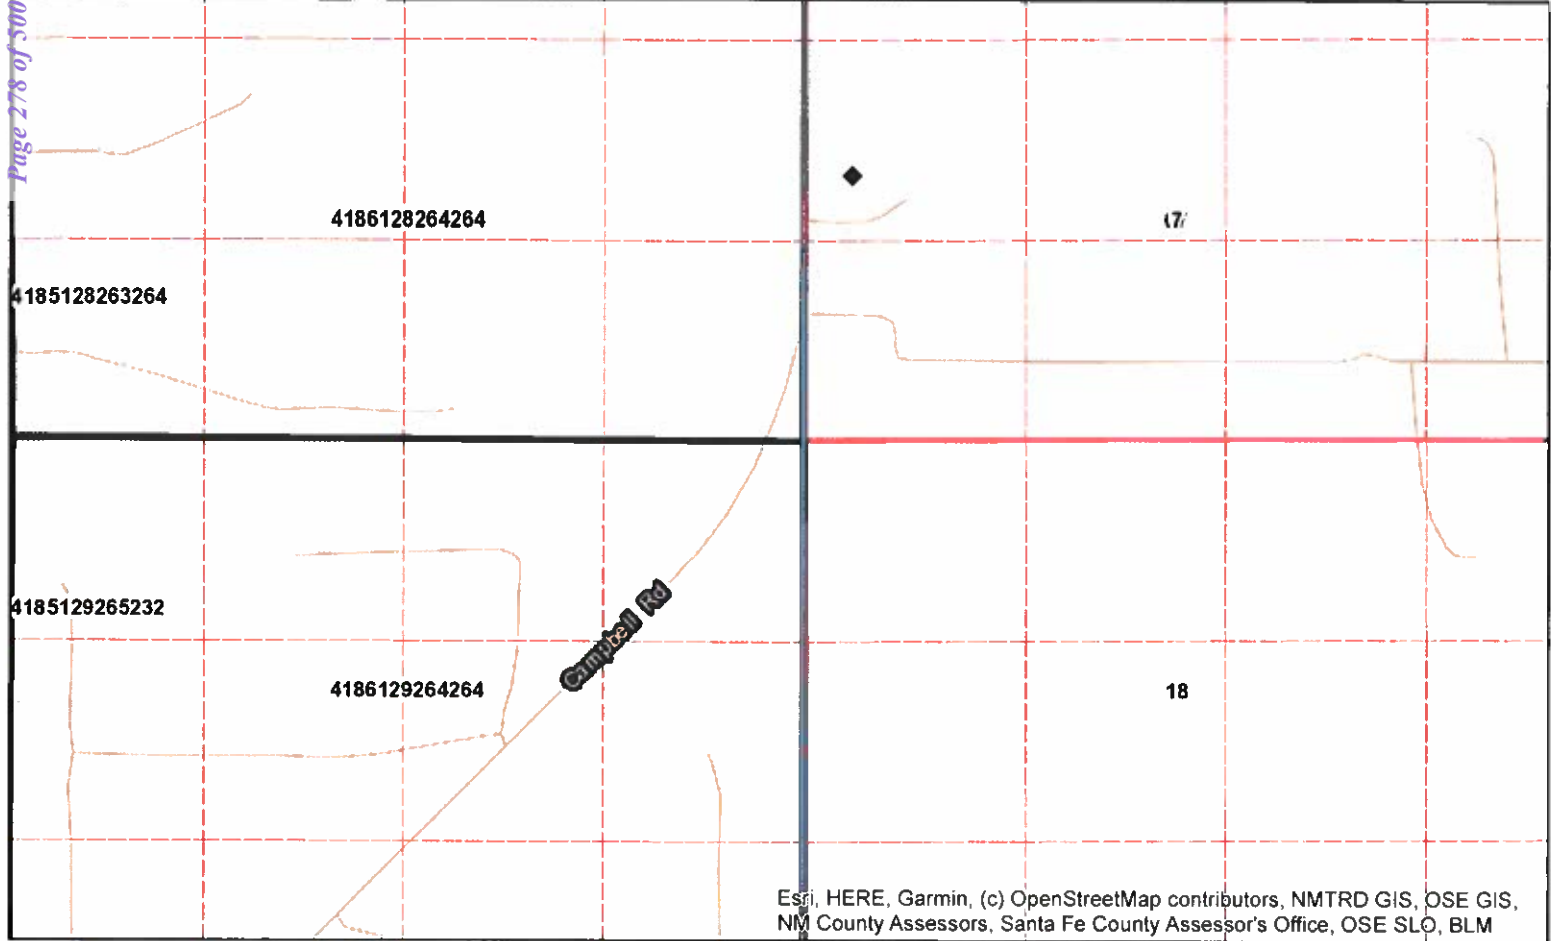 Page 278 of 500
4186128264264
4185128263264
4185129265232
Campbell Rd
4186129264264
18
Esri, HERE, Garmin, (c) OpenStreetMap contributors, NMTRD GIS, OSE GIS,
NM County Assessors, Santa Fe County Assessor's Office, OSE SLO, BLM